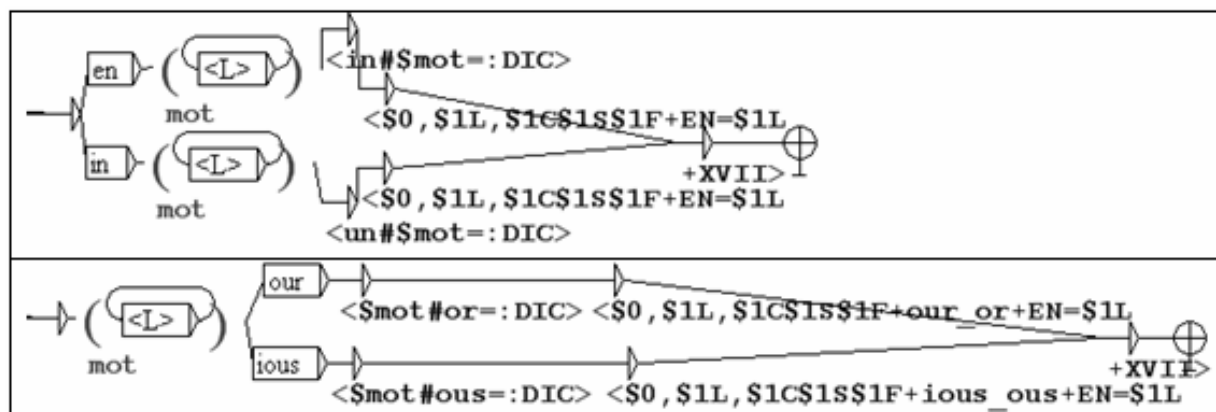 en ( <L> ) <in#$mot=:DIC>
mot
<$0,$1L,$1C$1S$1F+EN=$1L
in ( <L> )
+XVII>
mot
<$0,$1L,$1C$1S$1F+EN=$1L
<un#$mot=:DIC>
our
<$mot#or=:DIC> <$0,$1L,$1C$1S$1F+our_or+EN=$1L
( <L> )
mot
ious
+XVII>
<$mot#ous=:DIC> <$0,$1L,$1C$1S$1F+ious_ous+EN=$1L